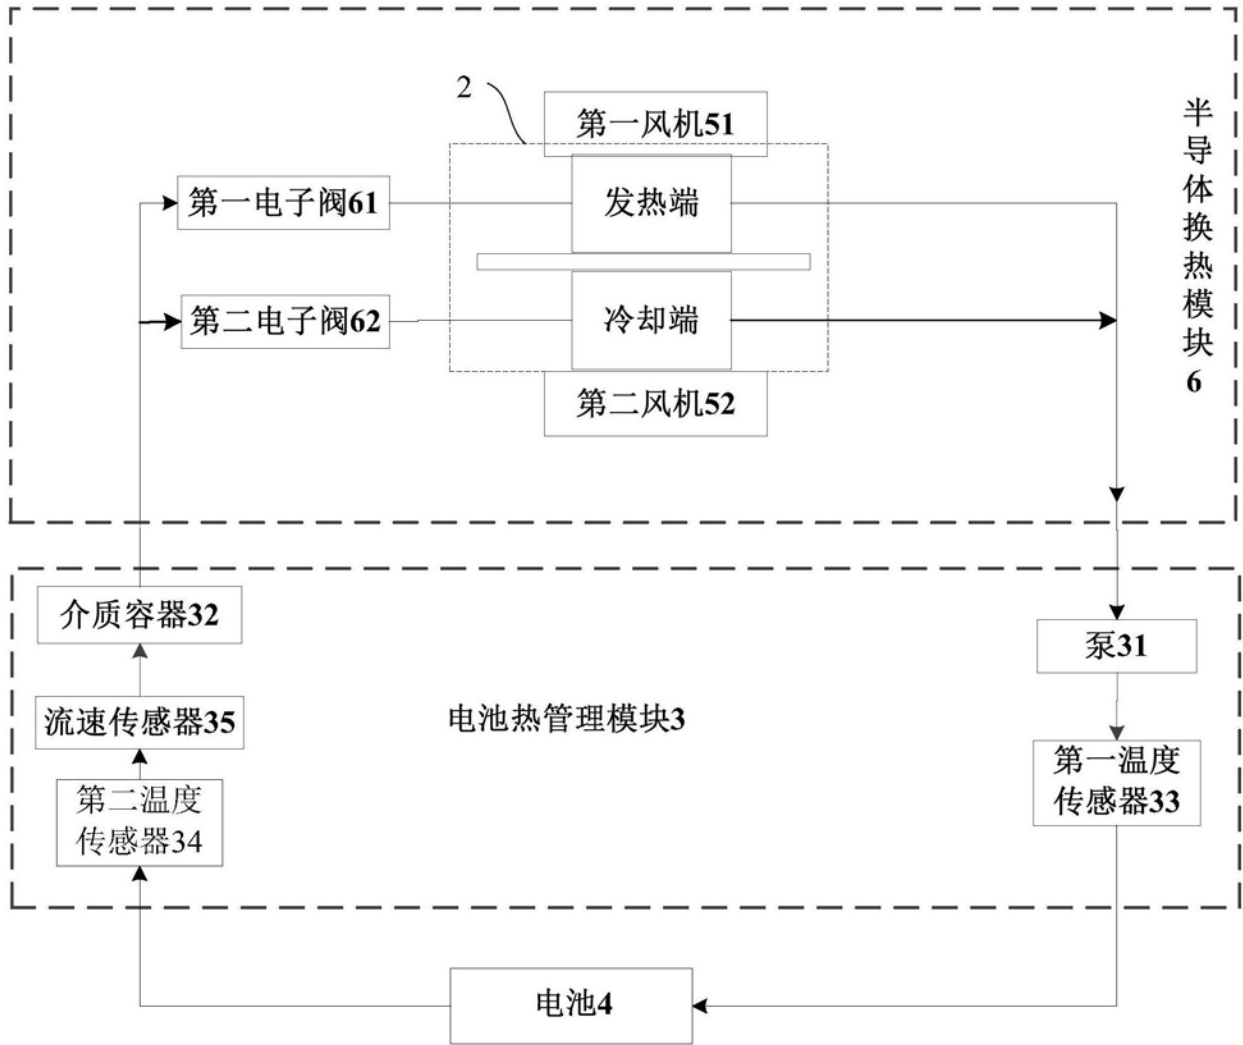 2
第一风机51
发热端
第一电子阀61
第二电子阀62
冷却端
第二风机52
半导体换热模块6
介质容器32
流速传感器35
第二温度
传感器34
电池热管理模块3
泵31
第一温度
传感器33
电池4